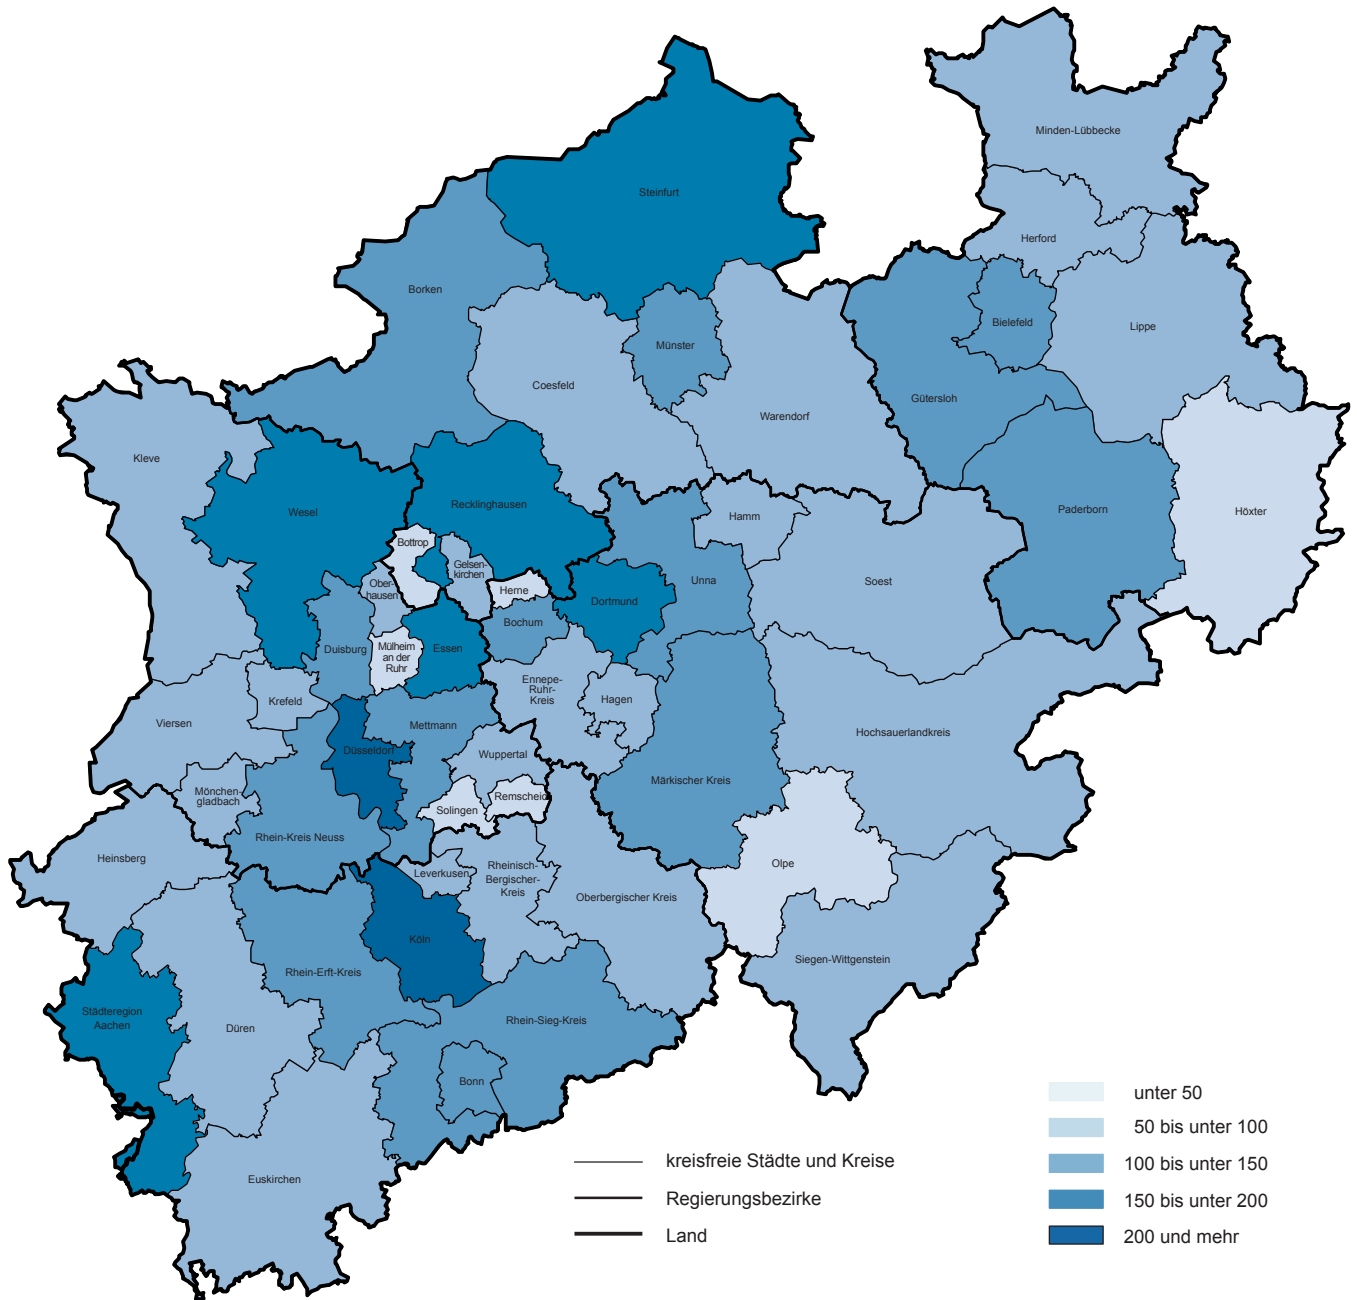 Minden-Lübbecke
Steinfurt
Herford
Borken
Bielefeld
Lippe
Münster
Coesfeld
Gütersloh
Warendorf
Kleve
Recklinghausen
Wesel
Paderborn
Höxter
Hamm
Bottrop
Gelsen-
kirchen
Unna
Soest
Ober-
hausen
Herne
Dortmund
Bochum
Duisburg
Mülheim
an der
Ruhr
Essen
Ennepe-
Ruhr-
Kreis
Hagen
Krefeld
Viersen
Mettmann
Hochsauerlandkreis
Düsseldorf
Wuppertal
Märkischer Kreis
Mönchen-
gladbach
Remscheid
Solingen
Rhein-Kreis Neuss
Heinsberg
Olpe
Leverkusen
Rheinisch-
Bergischer-
Kreis
Oberbergischer Kreis
Köln
Siegen-Wittgenstein
Rhein-Erft-Kreis
Städteregion
Aachen
Rhein-Sieg-Kreis
Düren
Bonn
Euskirchen
kreisfreie Städte und Kreise
Regierungsbezirke
Land
unter 50
50 bis unter 100
100 bis unter 150
150 bis unter 200
200 und mehr